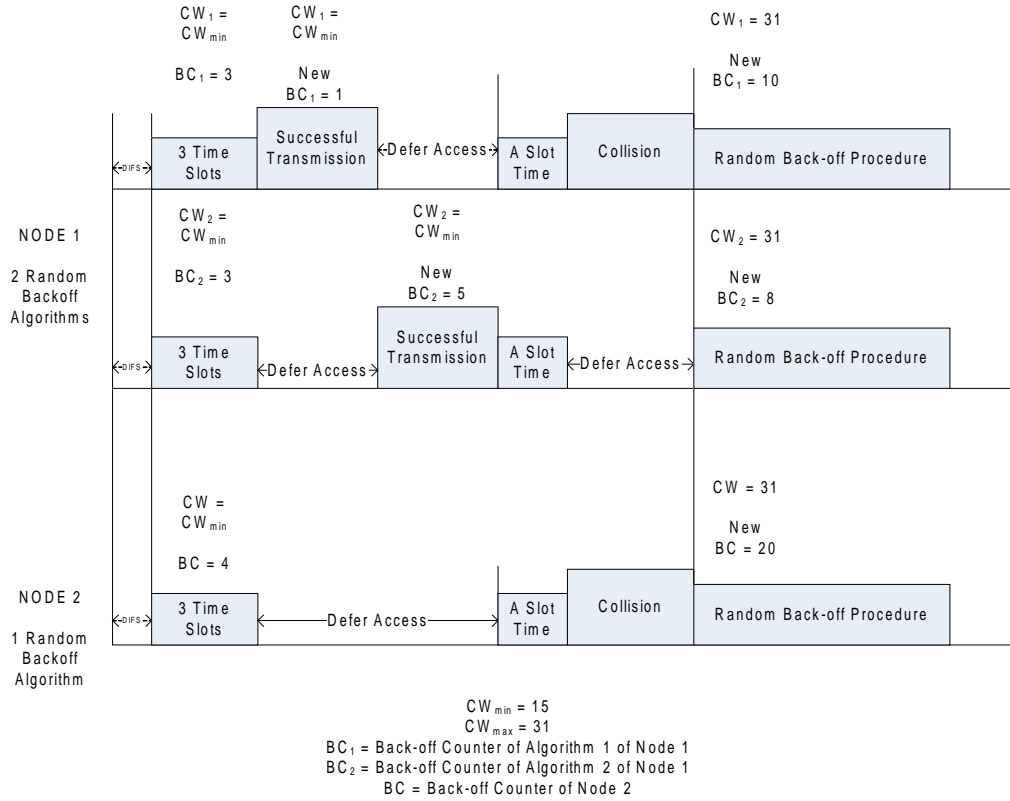 CW₁ =
CWmin
BC₁ = 3
CW₁ =
CWmin
New
BC₁ = 1
CW₁ = 31
New
BC₁ = 10
DIFS
3 Time
Slots
Successful
Transmission
Defer Access
A Slot
Time
Collision
Random Back-off Procedure
NODE 1
2 Random
Backoff
Algorithms
CW₂ =
CWmin
BC₂ = 3
CW₂ =
CWmin
New
BC₂ = 5
CW₂ = 31
New
BC₂ = 8
DIFS
3 Time
Slots
Defer Access
Successful
Transmission
A Slot
Time
Defer Access
Random Back-off Procedure
NODE 2
1 Random
Backoff
Algorithm
CW =
CWmin
BC = 4
CW = 31
New
BC = 20
DIFS
3 Time
Slots
Defer Access
A Slot
Time
Collision
Random Back-off Procedure
CWmin = 15
CWmax = 31
BC₁ = Back-off Counter of Algorithm 1 of Node 1
BC₂ = Back-off Counter of Algorithm 2 of Node 1
BC = Back-off Counter of Node 2